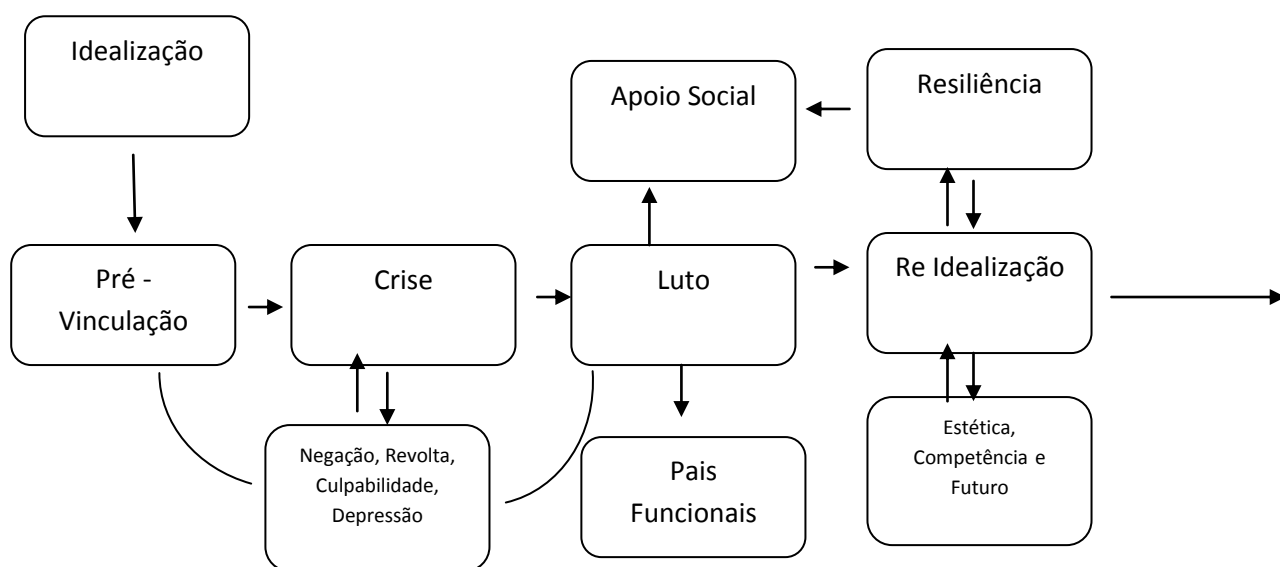 Idealização
Apoio Social
Resiliência
Pré -
Vinculação
Crise
Luto
Re Idealização
Negação, Revolta,
Culpabilidade,
Depressão
Pais
Funcionais
Estética,
Competência e
Futuro